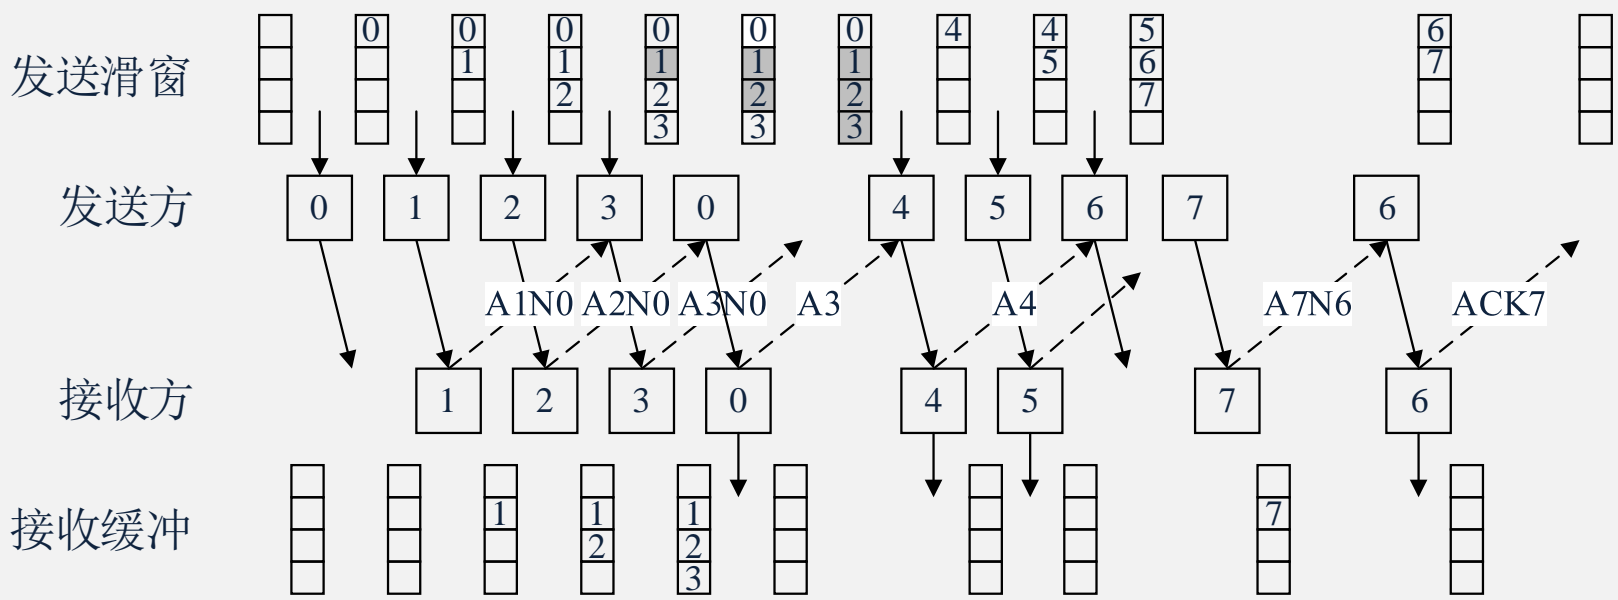 0 0 0 0 0 0 4 4 5 6
发送滑窗 1 1 1 1 1 5 6 7
2 2 2 2 7
3 3 3
发送方 0 1 2 3 0 4 5 6 7 6
A1N0 A2N0 A3N0 A3 A4 A7N6 ACK7
接收方 1 2 3 0 4 5 7 6
1 1 1 7
接收缓冲 2 2
3